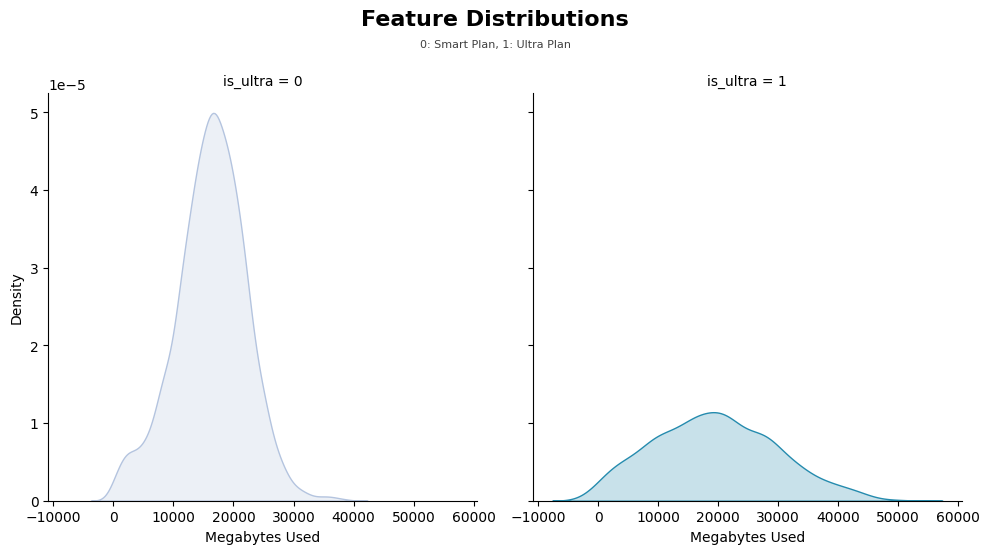 Feature Distributions
0: Smart Plan, 1: Ultra Plan
1e−5
is_ultra = 0
is_ultra = 1
5
4
3
2
1
0
Density
−10000 0 10000 20000 30000 40000 50000 60000
−10000 0 10000 20000 30000 40000 50000 60000
Megabytes Used
Megabytes Used